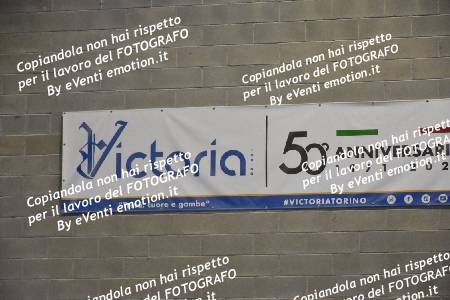 Copiandola non hai rispetto
per il lavoro del FOTOGRAFO
By eVenti emotion.it
Copiandola non hai rispetto
per il lavoro del FOTOGRAFO
By eVenti emotion.it
Victoria
50°
ANNIVERSARI
Copiandola non hai rispetto
per il lavoro del FOTOGRAFO
By eVenti emotion.it
Copiandola non hai rispetto
per il lavoro del FOTOGRAFO
By eVenti emotion.it
cuore e gambe"
#VICTORIATORINO
Copiandola non hai rispetto
per il lavoro del FOTOGRAFO
Copiandola non hai rispetto
per il lavoro del FOTOGRAFO